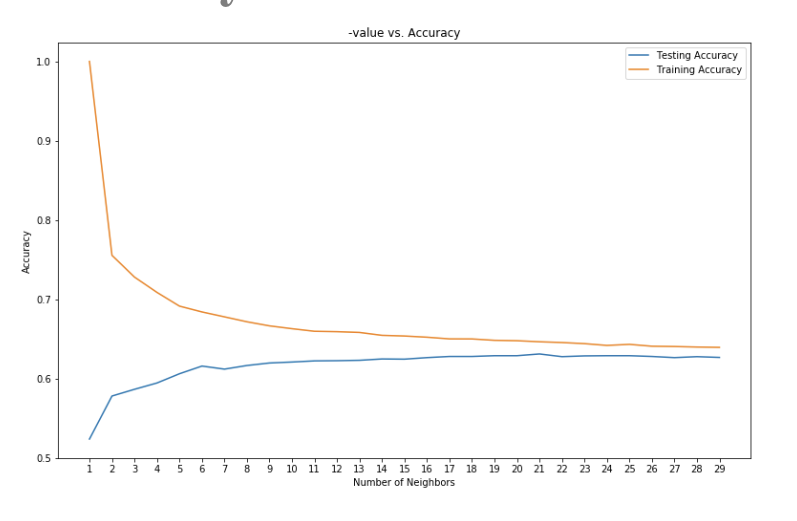 -value vs. Accuracy
Testing Accuracy
Training Accuracy
1.0
0.9
0.8
0.7
0.6
0.5
Accuracy
1 2 3 4 5 6 7 8 9 10 11 12 13 14 15 16 17 18 19 20 21 22 23 24 25 26 27 28 29
Number of Neighbors